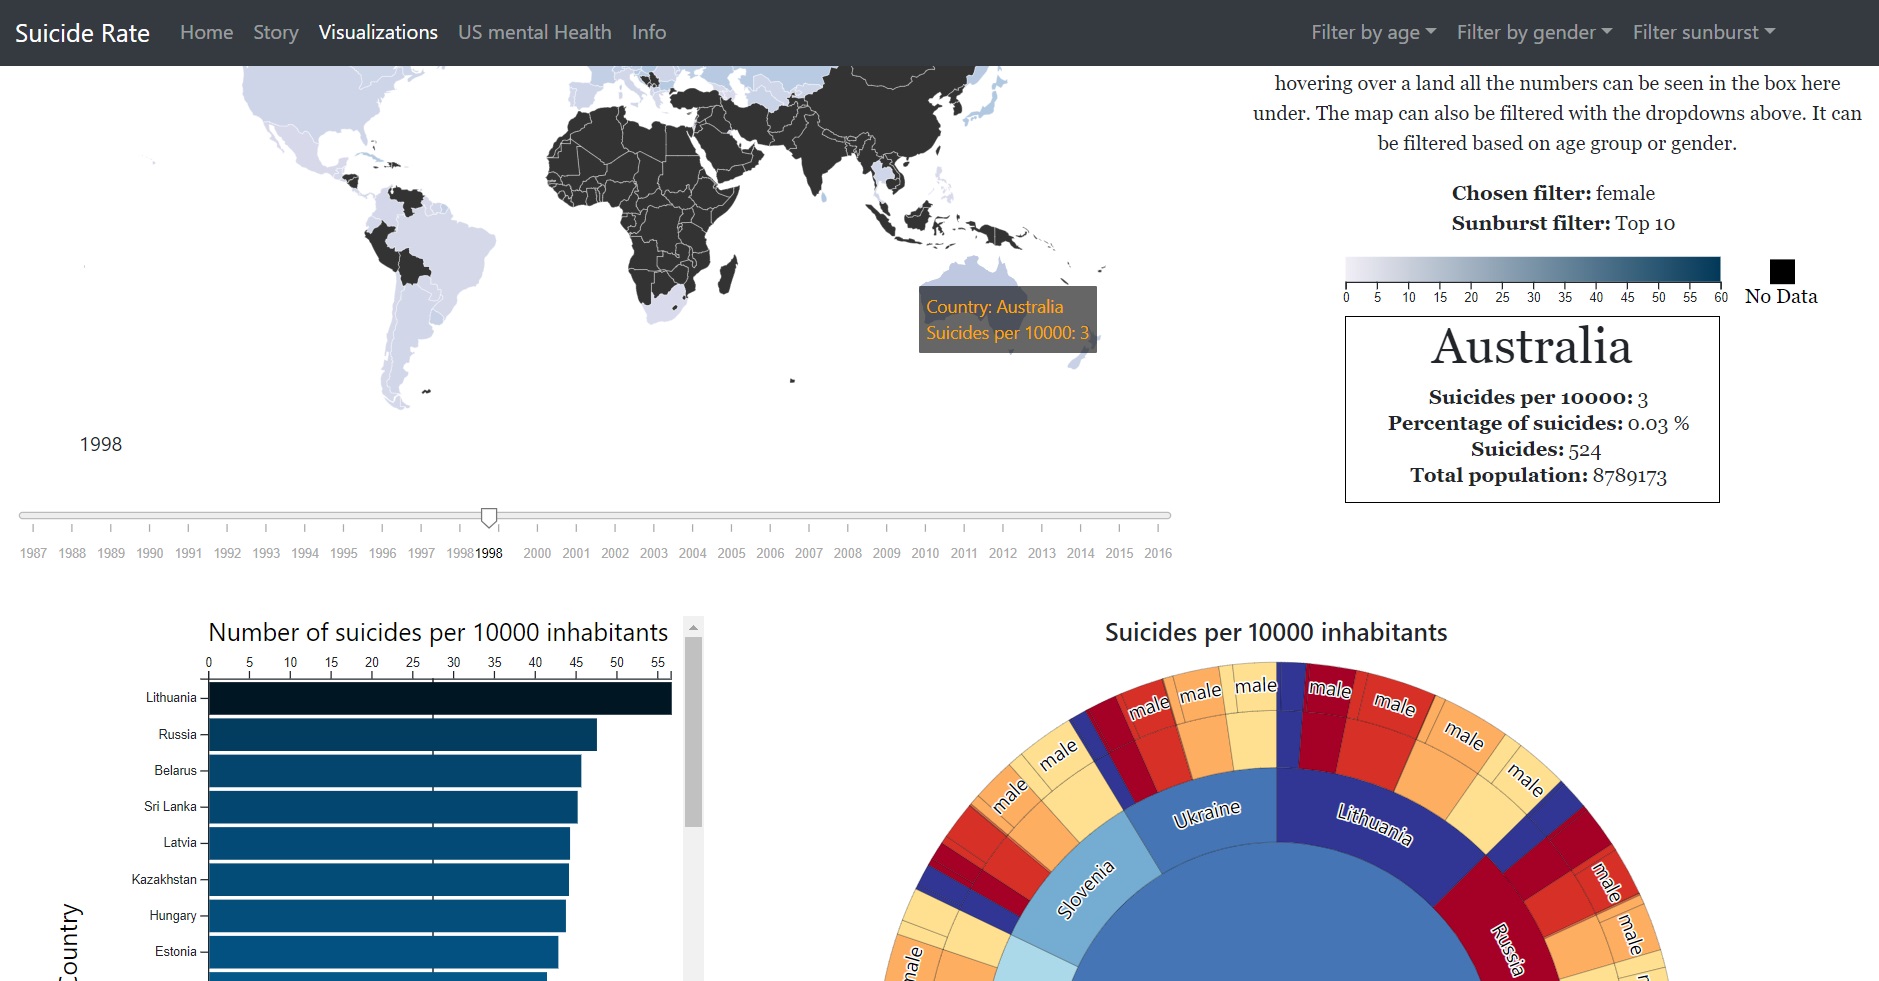 Suicide Rate Home Story Visualizations US mental Health Info Filter by age Filter by gender Filter sunburst
hovering over a land all the numbers can be seen in the box here
under. The map can also be filtered with the dropdowns above. It can
be filtered based on age group or gender.
Chosen filter: female
Sunburst filter: Top 10
0 5 10 15 20 25 30 35 40 45 50 55 60
No Data
Country: Australia
Suicides per 10000: 3
Australia
Suicides per 10000: 3
Percentage of suicides: 0.03 %
Suicides: 524
Total population: 8789173
1998
1987 1988 1989 1990 1991 1992 1993 1994 1995 1996 1997 1998 1998 2000 2001 2002 2003 2004 2005 2006 2007 2008 2009 2010 2011 2012 2013 2014 2015 2016
Number of suicides per 10000 inhabitants
0 5 10 15 20 25 30 35 40 45 50 55
Lithuania
Russia
Belarus
Sri Lanka
Latvia
Kazakhstan
Hungary
Estonia
Country
Suicides per 10000 inhabitants
male
male
male
male
male
male
male
male
male
male
male
male
Ukraine
Lithuania
Slovenia
Russia